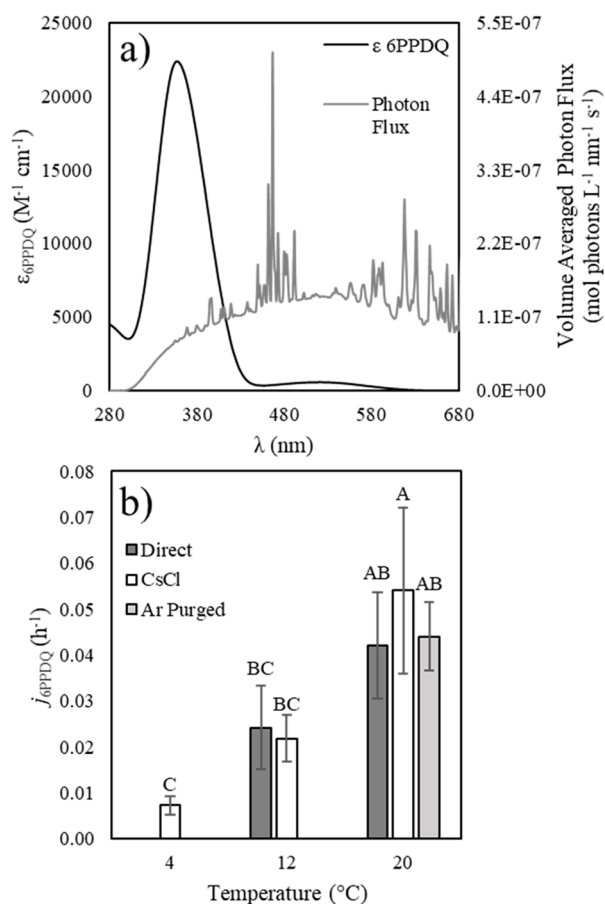 a)
ε 6PPDQ
Photon
Flux
25000
20000
15000
10000
5000
0
ε6PPDQ (M-1 cm-1)
5.5E-07
4.4E-07
3.3E-07
2.2E-07
1.1E-07
0.0E+00
Volume Averaged Photon Flux
(mol photons L-1 nm-1 s-1)
280 380 480 580 680
λ (nm)
b)
Direct
CsCl
Ar Purged
0.08
0.07
0.06
0.05
0.04
0.03
0.02
0.01
0.00
j6PPDQ (h-1)
C
BC
BC
AB
A
AB
4 12 20
Temperature (°C)